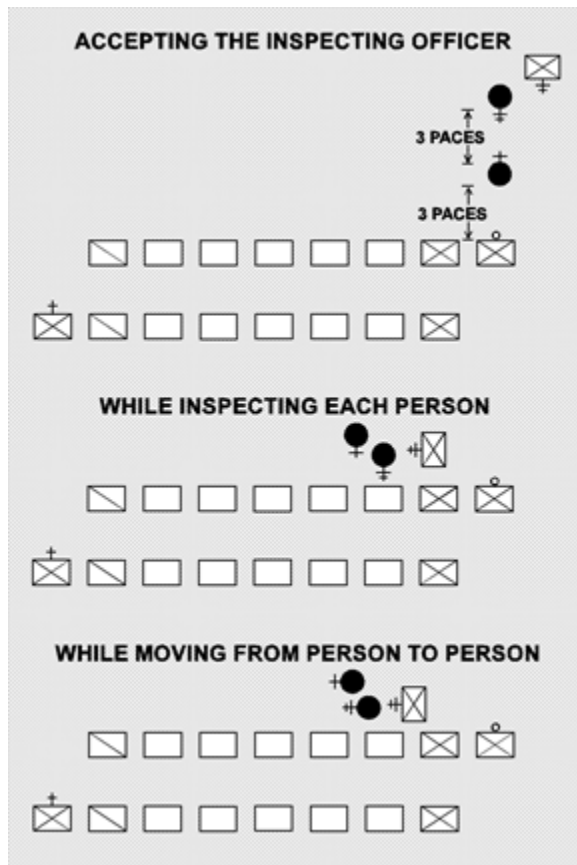 ACCEPTING THE INSPECTING OFFICER
3 PACES
3 PACES
WHILE INSPECTING EACH PERSON
WHILE MOVING FROM PERSON TO PERSON